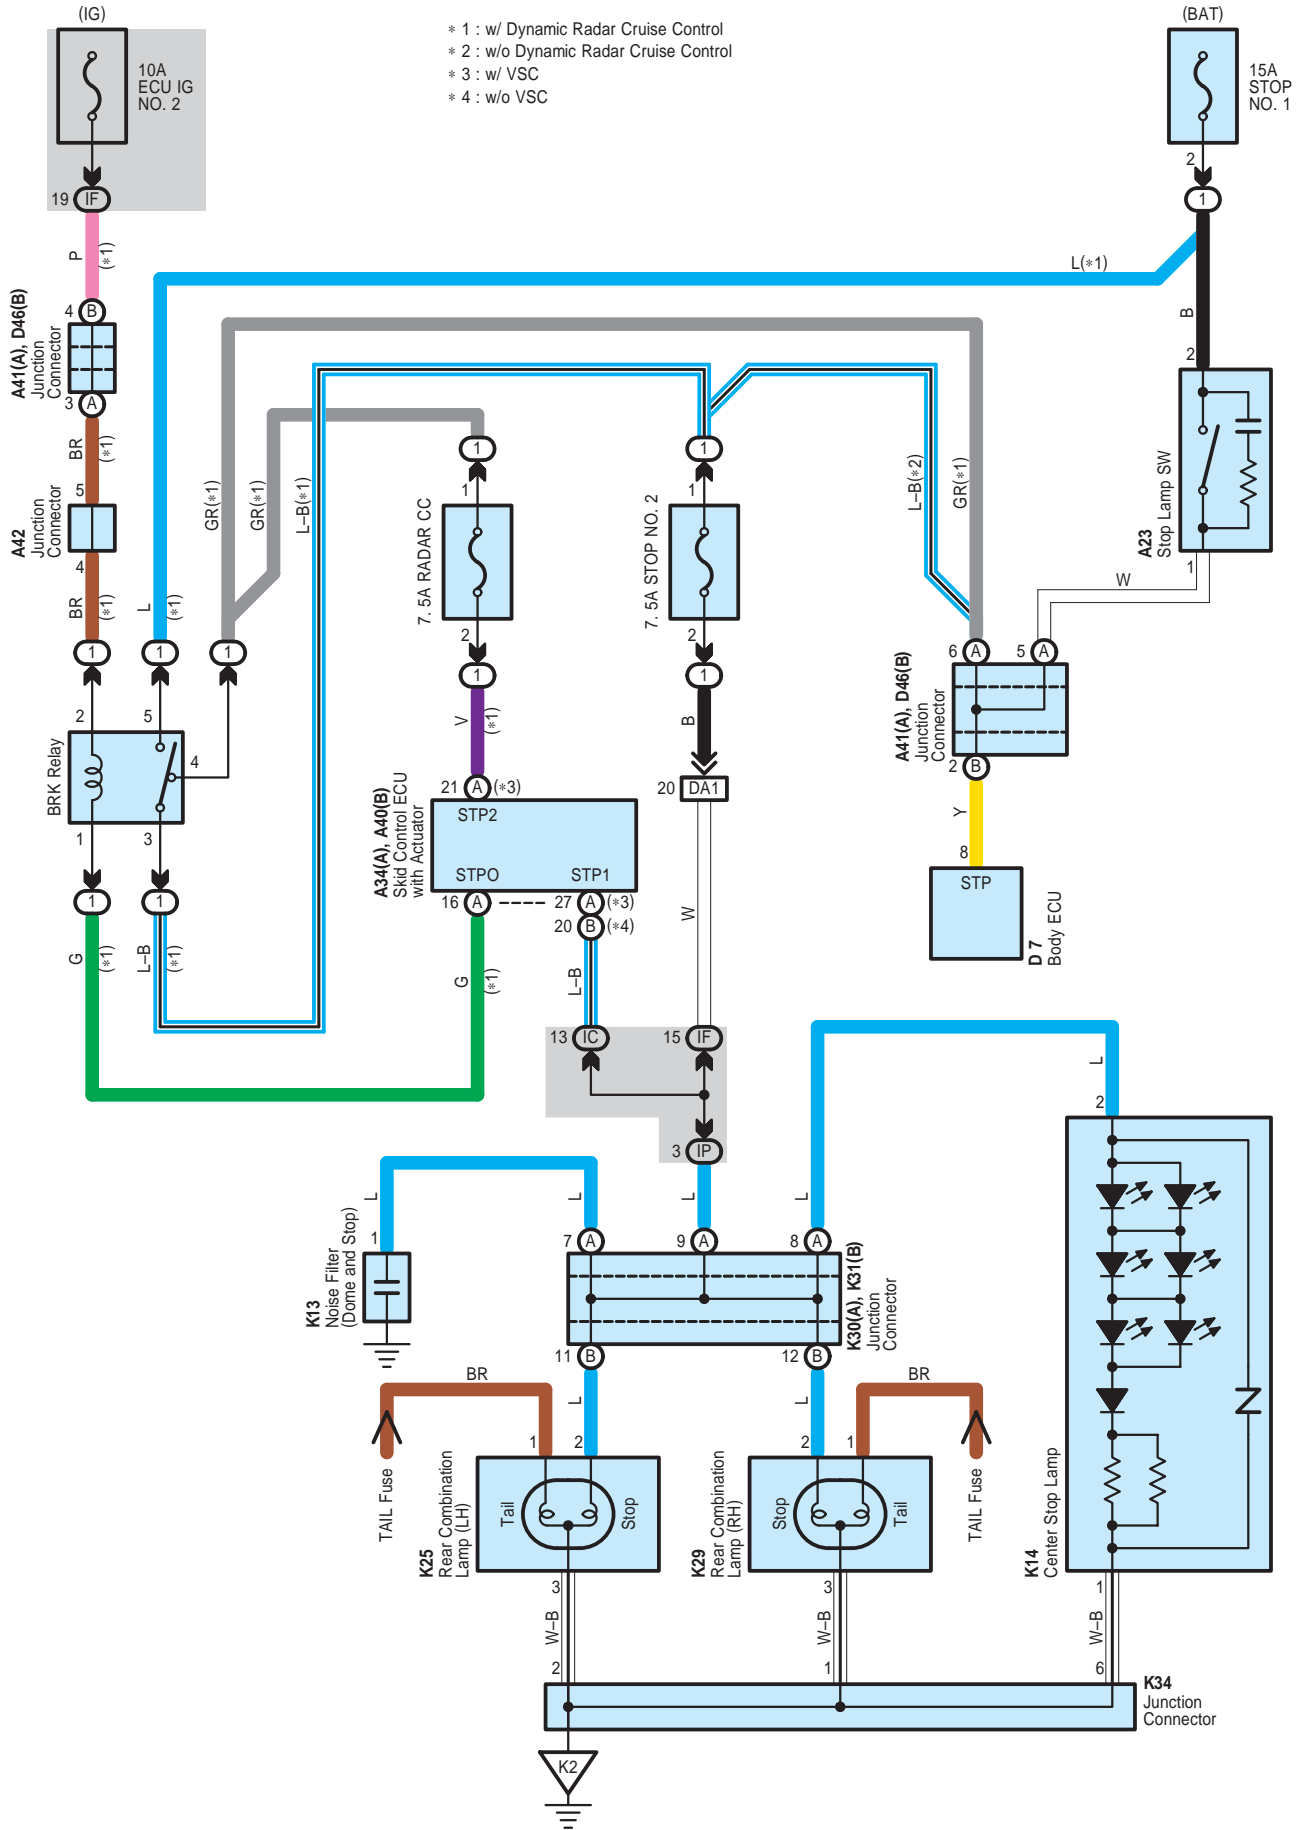 (IG)
10A
ECU IG
NO. 2
∗ 1 : w/ Dynamic Radar Cruise Control
∗ 2 : w/o Dynamic Radar Cruise Control
∗ 3 : w/ VSC
∗ 4 : w/o VSC
(BAT)
15A
STOP
NO. 1
2
1
19
IF
P
(∗1)
L(∗1)
B
2
4
B
A41(A), D46(B)
Junction
Connector
3
A
BR
(∗1)
5
A42
Junction
Connector
4
BR
(∗1)
L
(∗1)
GR(∗1)
GR(∗1)
L–B(∗1)
1
1
7. 5A RADAR CC
2
1
1
1
7. 5A STOP NO. 2
2
1
L–B(∗2)
GR(∗1)
A23
Stop Lamp SW
1
W
1
1
1
2
5
4
BRK Relay
1
3
1
1
V
(∗1)
B
6
A
5
A
A41(A), D46(B)
Junction
Connector
2
B
21
A
(∗3)
20
DA1
A34(A), A40(B)
Skid Control ECU
with Actuator
STP2
STPO
STP1
16
A
27
A
(∗3)
20
B
(∗4)
Y
8
STP
D 7
Body ECU
G
(∗1)
L–B
(∗1)
G
(∗1)
L–B
W
13
IC
15
IF
3
IP
L
2
L
L
L
L
1
7
A
9
A
8
A
K13
Noise Filter
(Dome and Stop)
K30(A), K31(B)
Junction
Connector
11
B
12
B
BR
L
L
BR
TAIL Fuse
1
2
2
1
TAIL Fuse
K25
Rear Combination
Lamp (LH)
Tail
Stop
K29
Rear Combination
Lamp (RH)
Stop
Tail
K14
Center Stop Lamp
3
3
1
W–B
W–B
W–B
2
1
6
K34
Junction
Connector
K2